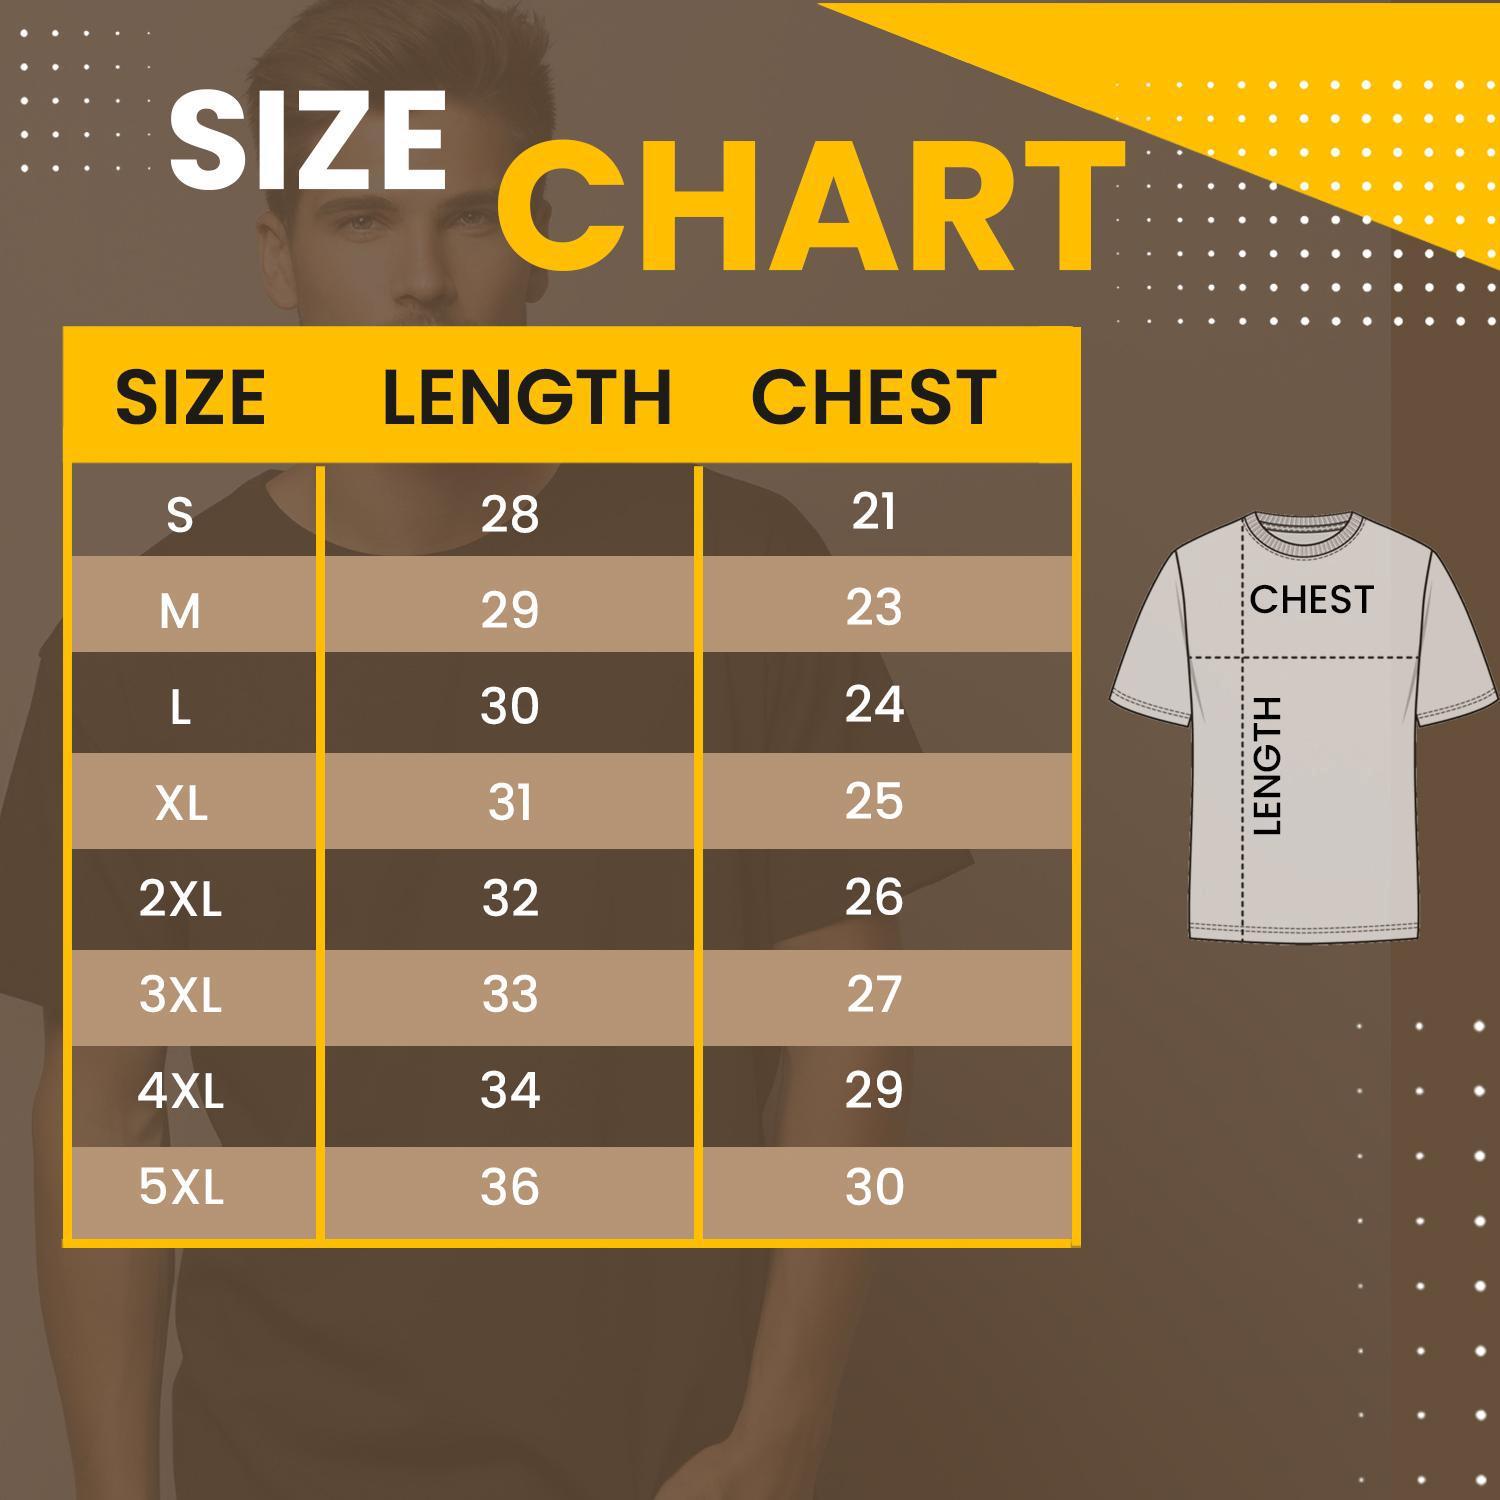 SIZE
CHART
SIZE LENGTH CHEST
S 28 21
M 29 23
L 30 24
XL 31 25
2XL 32 26
3XL 33 27
4XL 34 29
5XL 36 30
CHEST
LENGTH